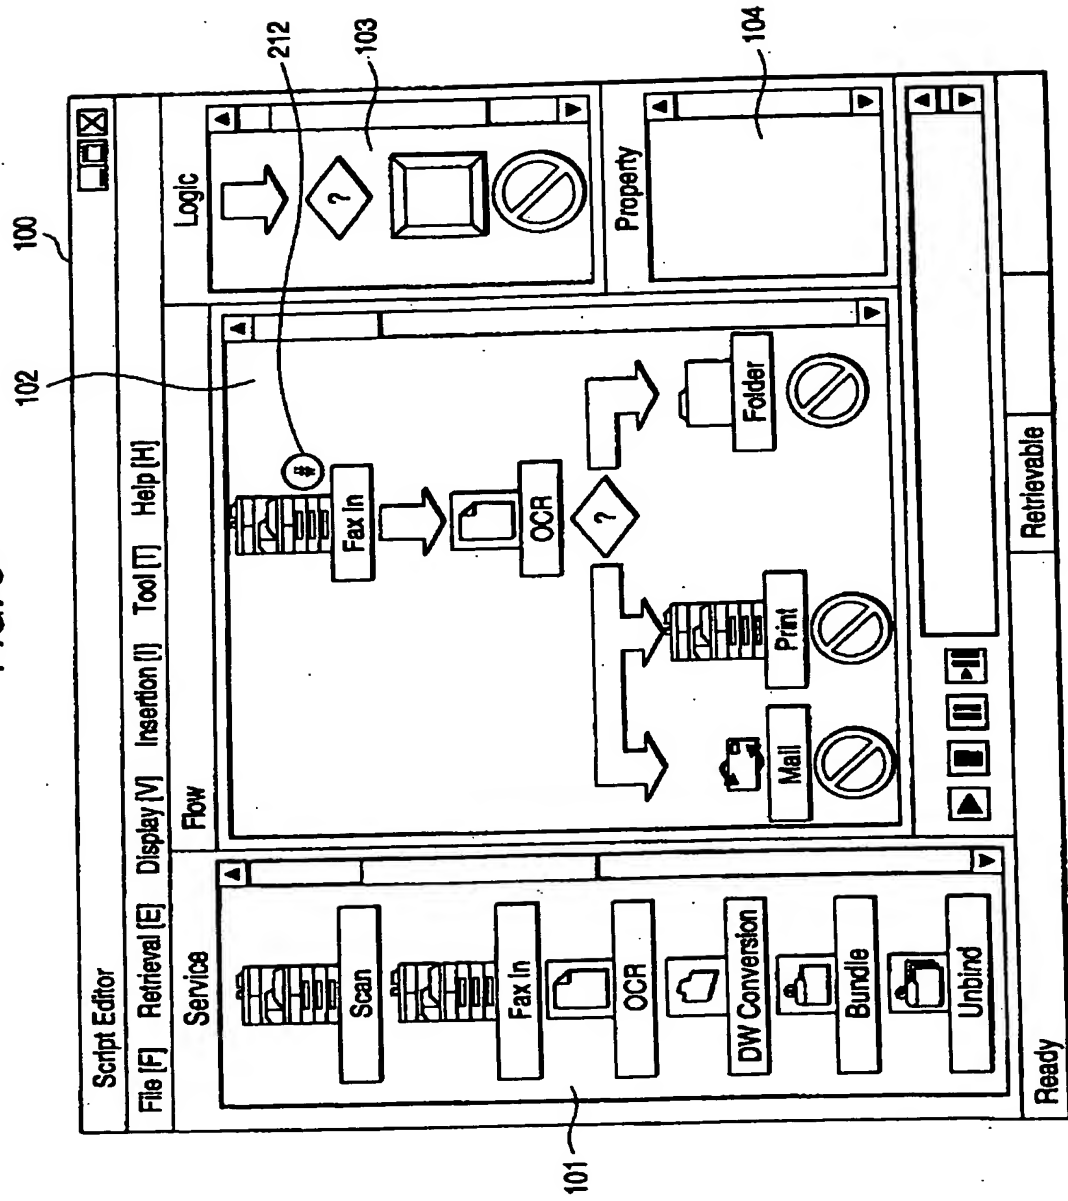 100
Script Editor
File [F] Retrieval [E] Display [V] Insertion [I] Tool [T] Help [H]
102
212
103
104
101
Service
Scan
Fax In
OCR
DW Conversion
Bundle
Unbind
Flow
#
Fax In
OCR
?
Mail
Print
Folder
Logic
?
Property
Ready
Retrievable